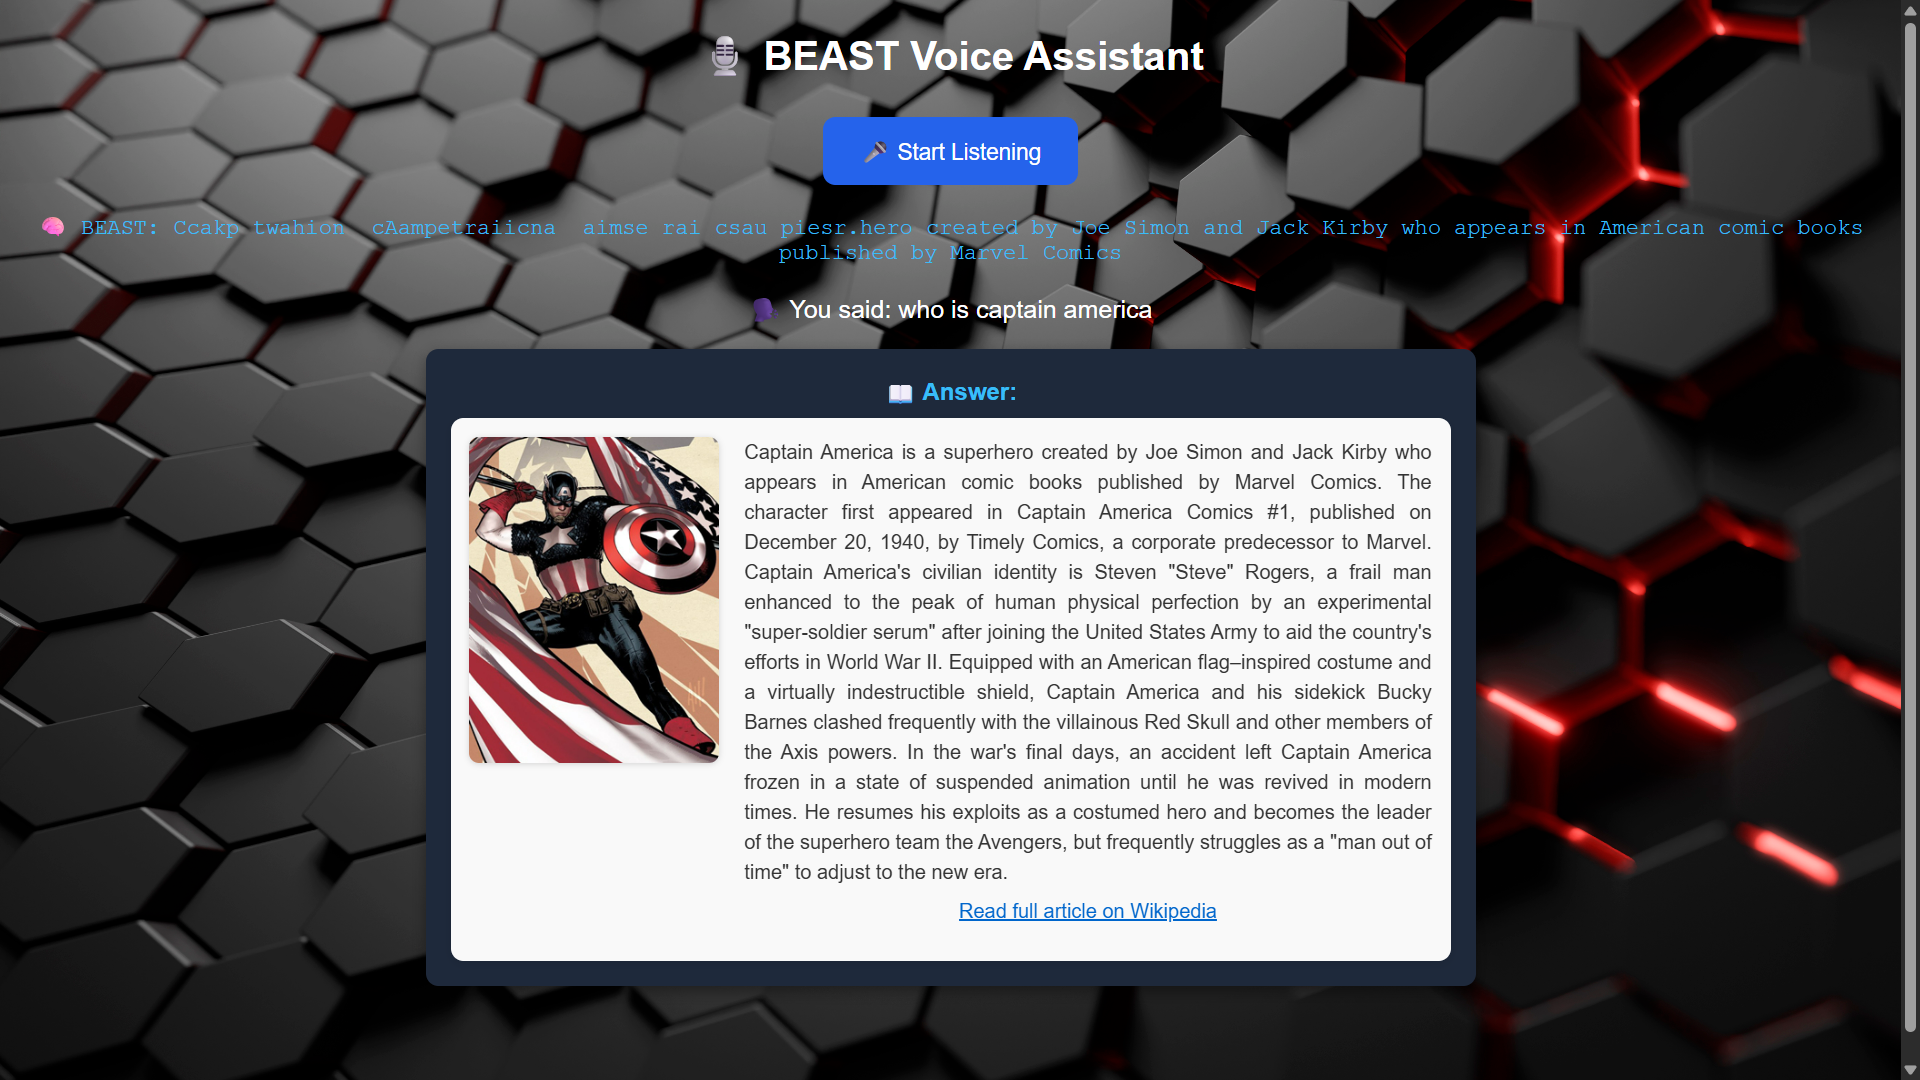 🎙️ BEAST Voice Assistant
🎤 Start Listening
🧠 BEAST: Ccakp twahion cAampetraiicna aimse rai csau piesr.hero created by Joe Simon and Jack Kirby who appears in American comic books
published by Marvel Comics
🗣️ You said: who is captain america
📖 Answer:
Captain America is a superhero created by Joe Simon and Jack Kirby who
appears in American comic books published by Marvel Comics. The
character first appeared in Captain America Comics #1, published on
December 20, 1940, by Timely Comics, a corporate predecessor to Marvel.
Captain America's civilian identity is Steven "Steve" Rogers, a frail man
enhanced to the peak of human physical perfection by an experimental
"super-soldier serum" after joining the United States Army to aid the country's
efforts in World War II. Equipped with an American flag–inspired costume and
a virtually indestructible shield, Captain America and his sidekick Bucky
Barnes clashed frequently with the villainous Red Skull and other members of
the Axis powers. In the war's final days, an accident left Captain America
frozen in a state of suspended animation until he was revived in modern
times. He resumes his exploits as a costumed hero and becomes the leader
of the superhero team the Avengers, but frequently struggles as a "man out of
time" to adjust to the new era.
Read full article on Wikipedia